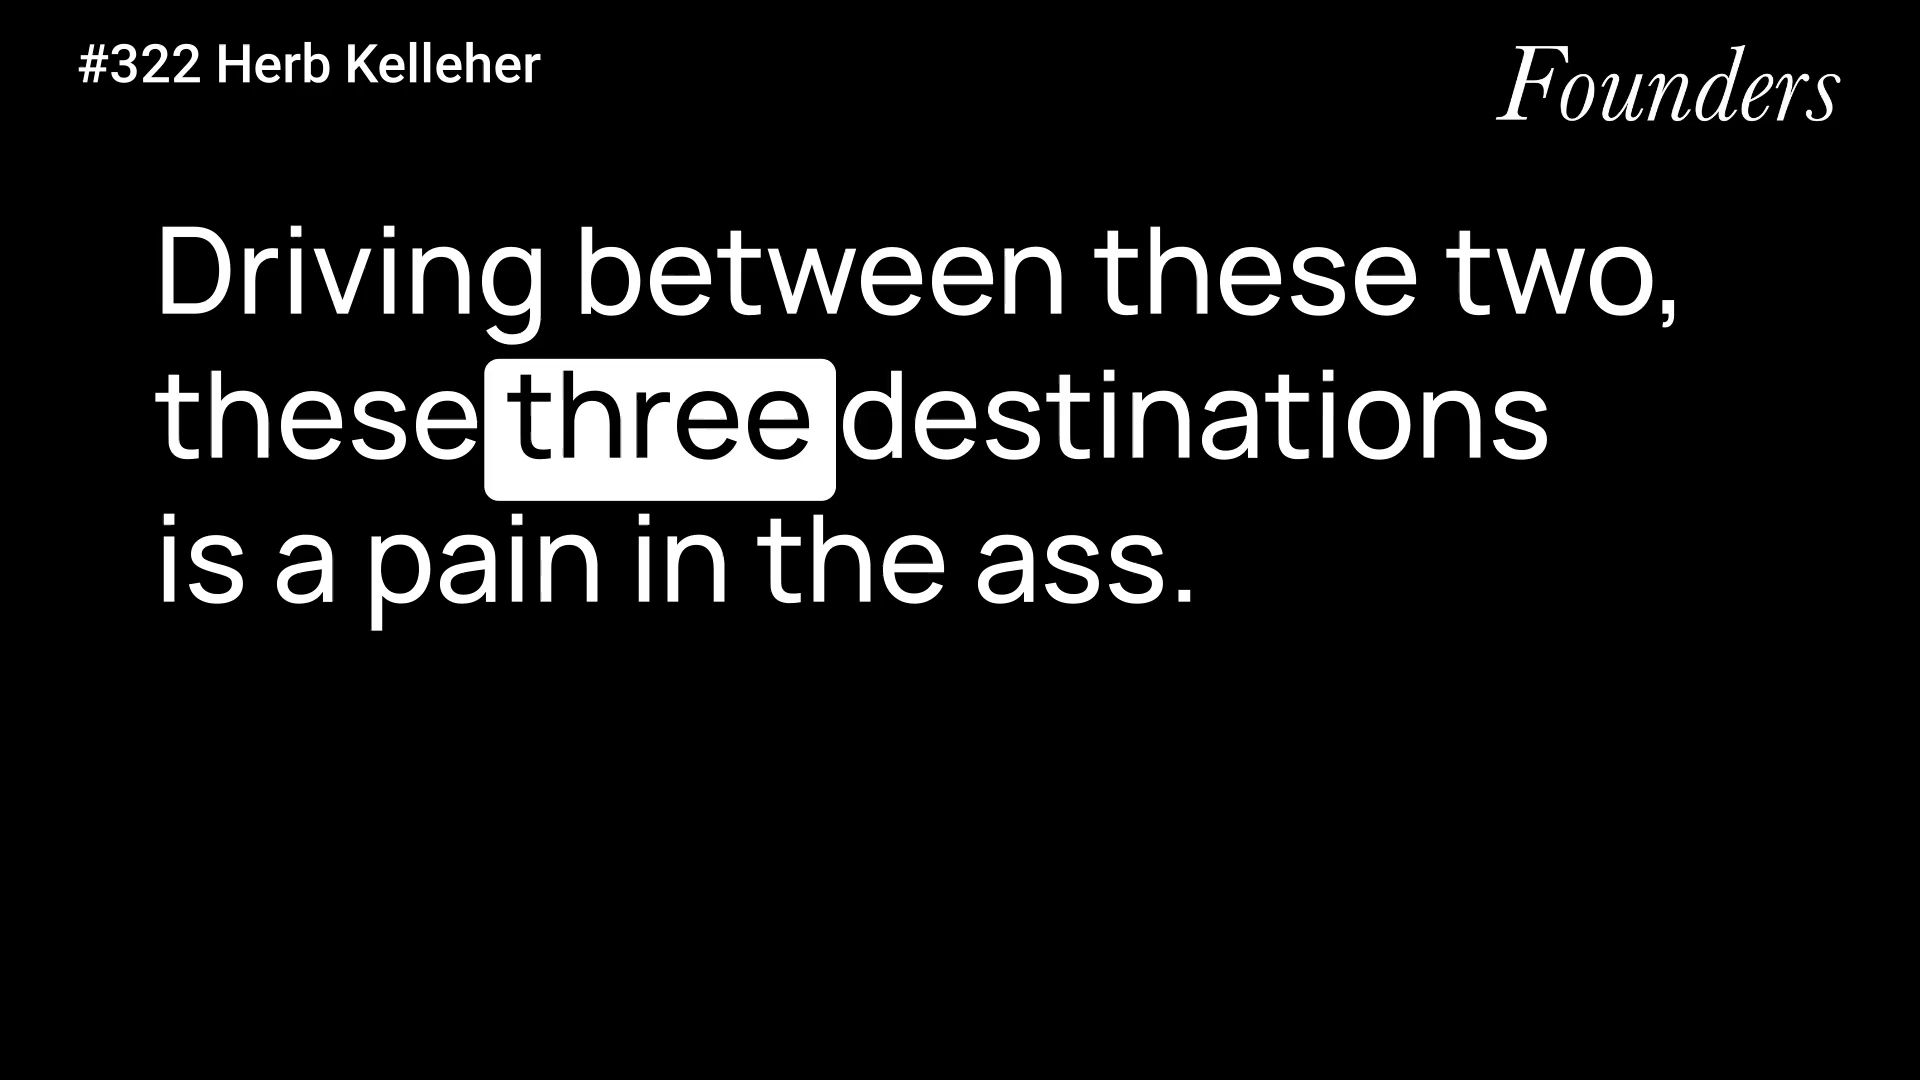 #322 Herb Kelleher
Founders
Driving between these two,
these three destinations
is a pain in the ass.